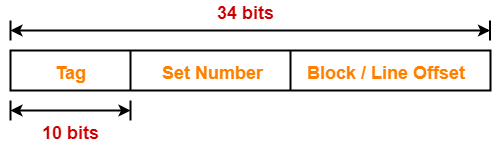 34 bits
Tag Set Number Block / Line Offset
10 bits